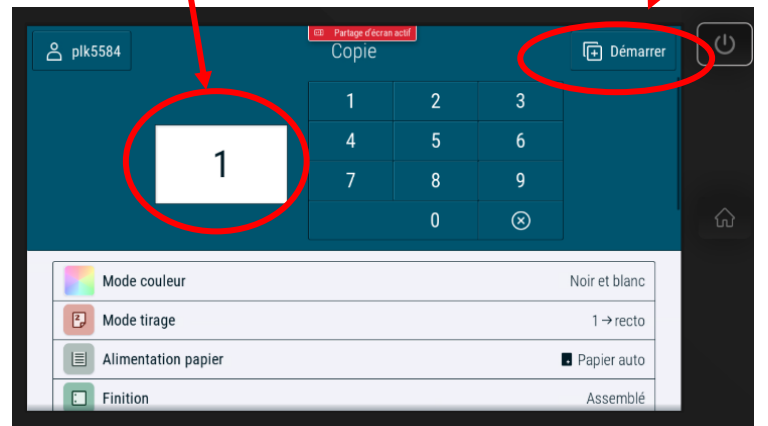 Partage d'écran actif
plk5584
Copie
Démarrer
1
1 2 3
4 5 6
7 8 9
0
Mode couleur Noir et blanc
Mode tirage 1 → recto
Alimentation papier Papier auto
Finition Assemblé